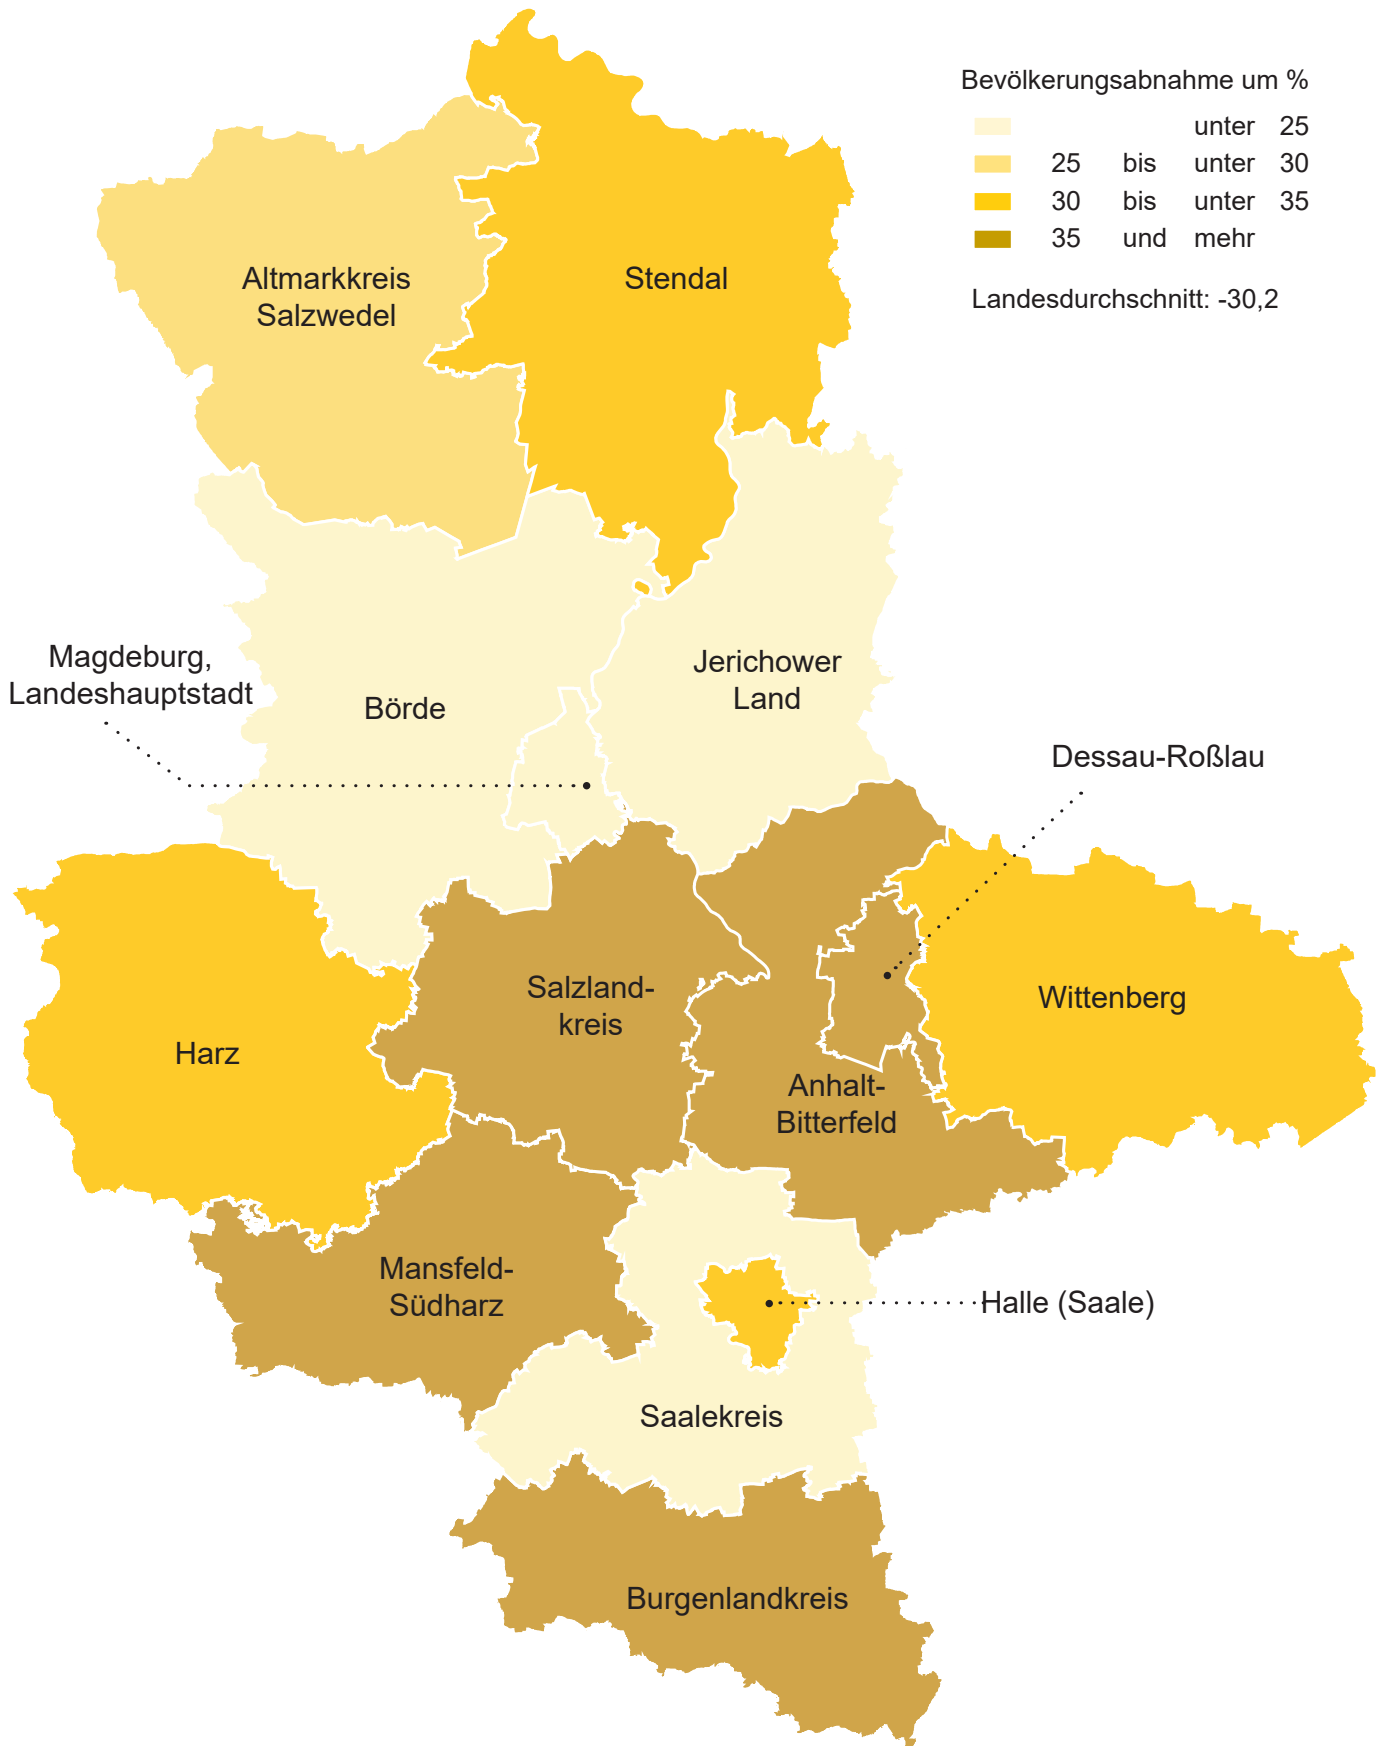 Bevölkerungsabnahme um %
unter 25
25 bis unter 30
30 bis unter 35
35 und mehr
Landesdurchschnitt: -30,2
Altmarkkreis
Salzwedel
Stendal
Magdeburg,
Landeshauptstadt
Börde
Jerichower
Land
Dessau-Roßlau
Salzland-
kreis
Wittenberg
Harz
Anhalt-
Bitterfeld
Mansfeld-
Südharz
Halle (Saale)
Saalekreis
Burgenlandkreis